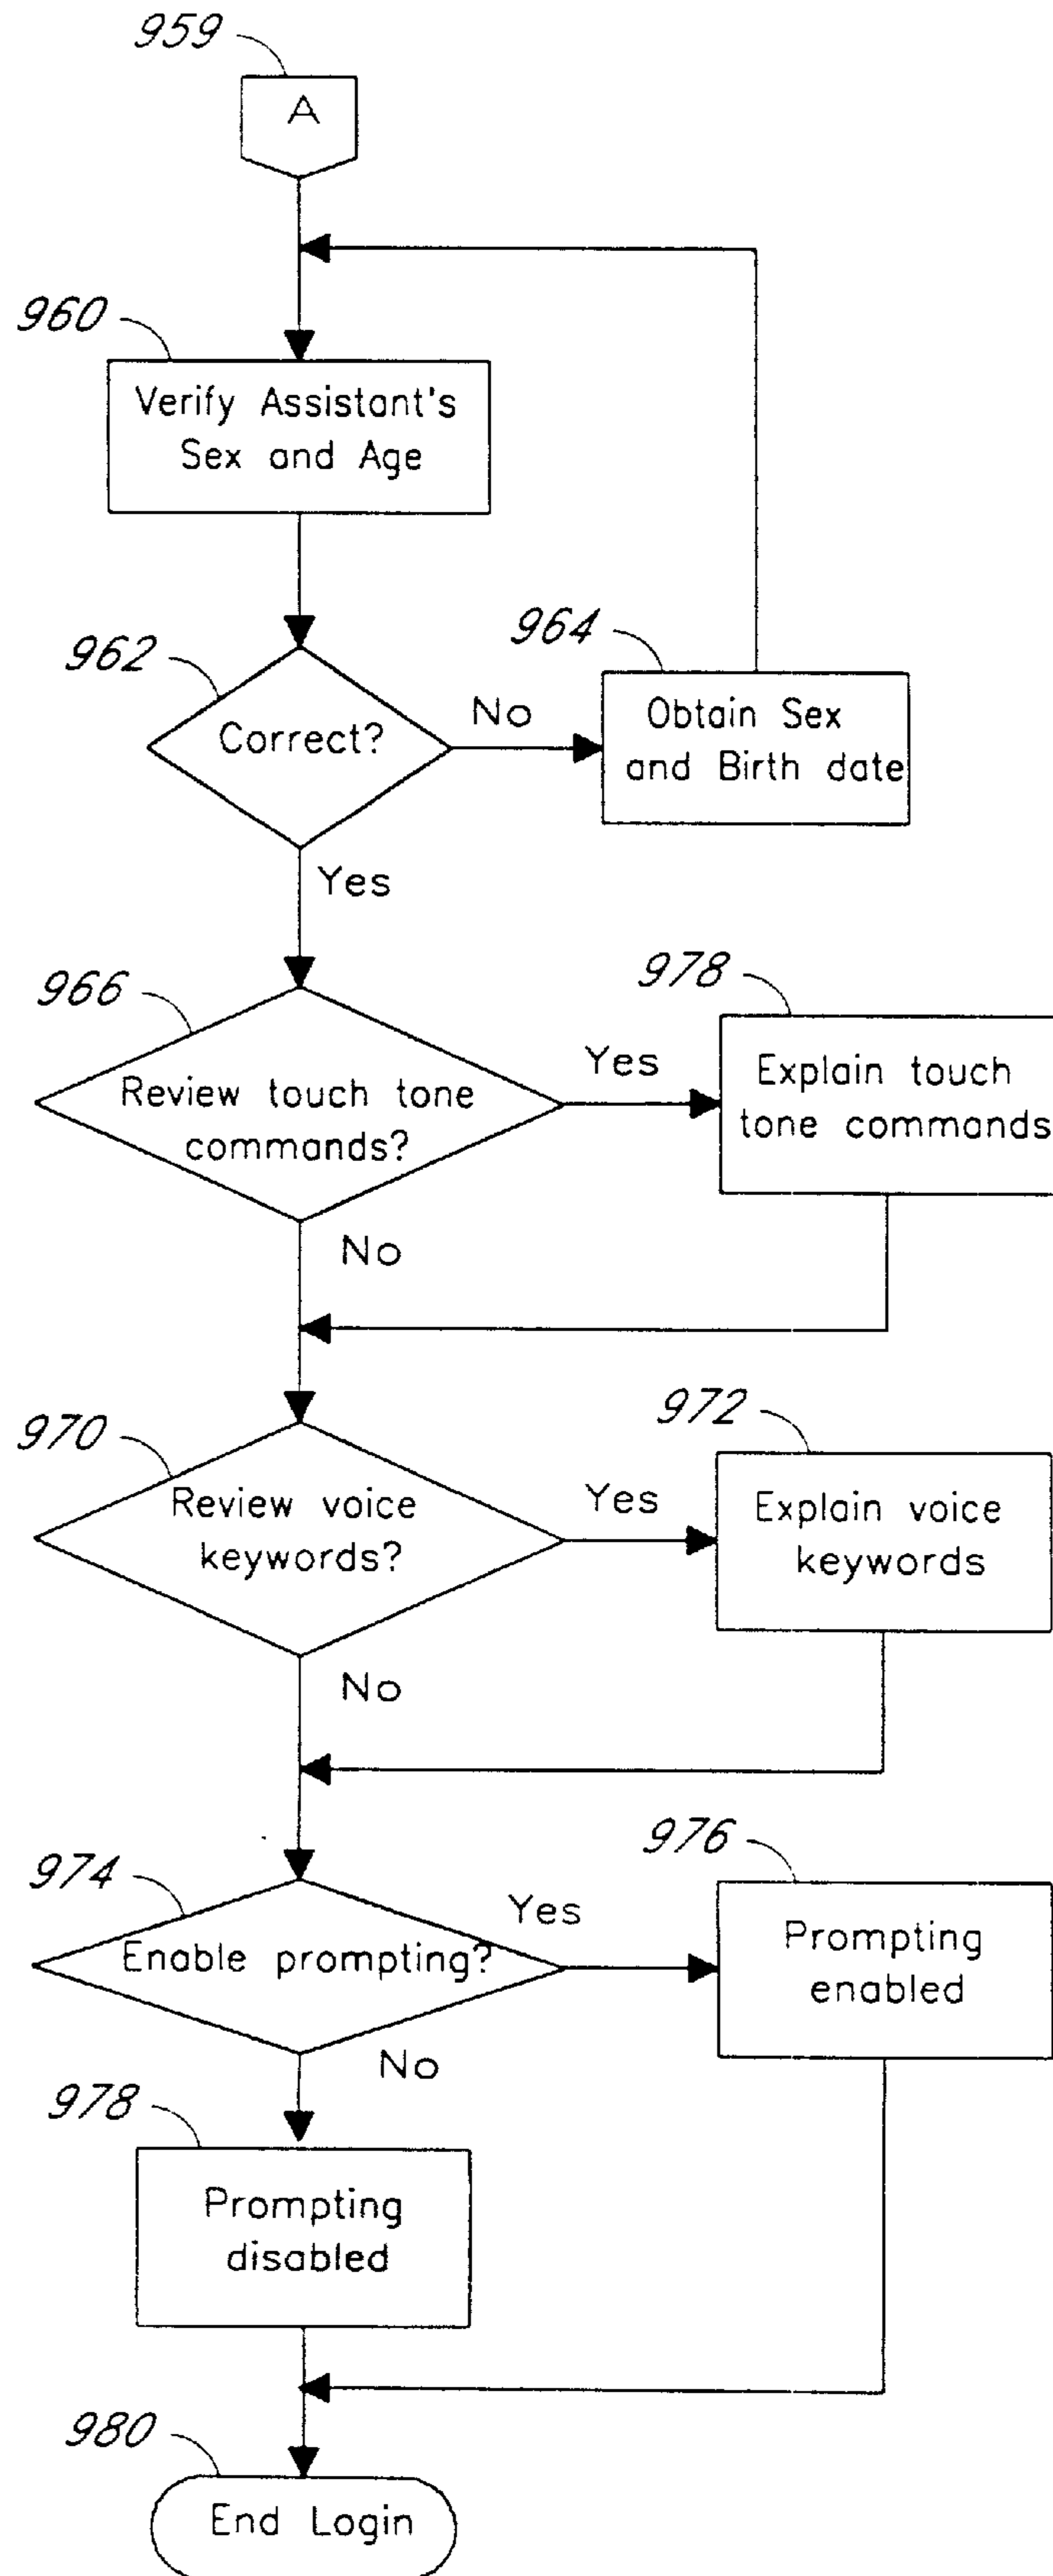 959
A
960
Verify Assistant's
Sex and Age
962
Correct?
No
964
Obtain Sex
and Birth date
Yes
966
Review touch tone
commands?
Yes
978
Explain touch
tone commands
No
970
Review voice
keywords?
Yes
972
Explain voice
keywords
No
974
Enable prompting?
Yes
976
Prompting
enabled
No
978
Prompting
disabled
980
End Login